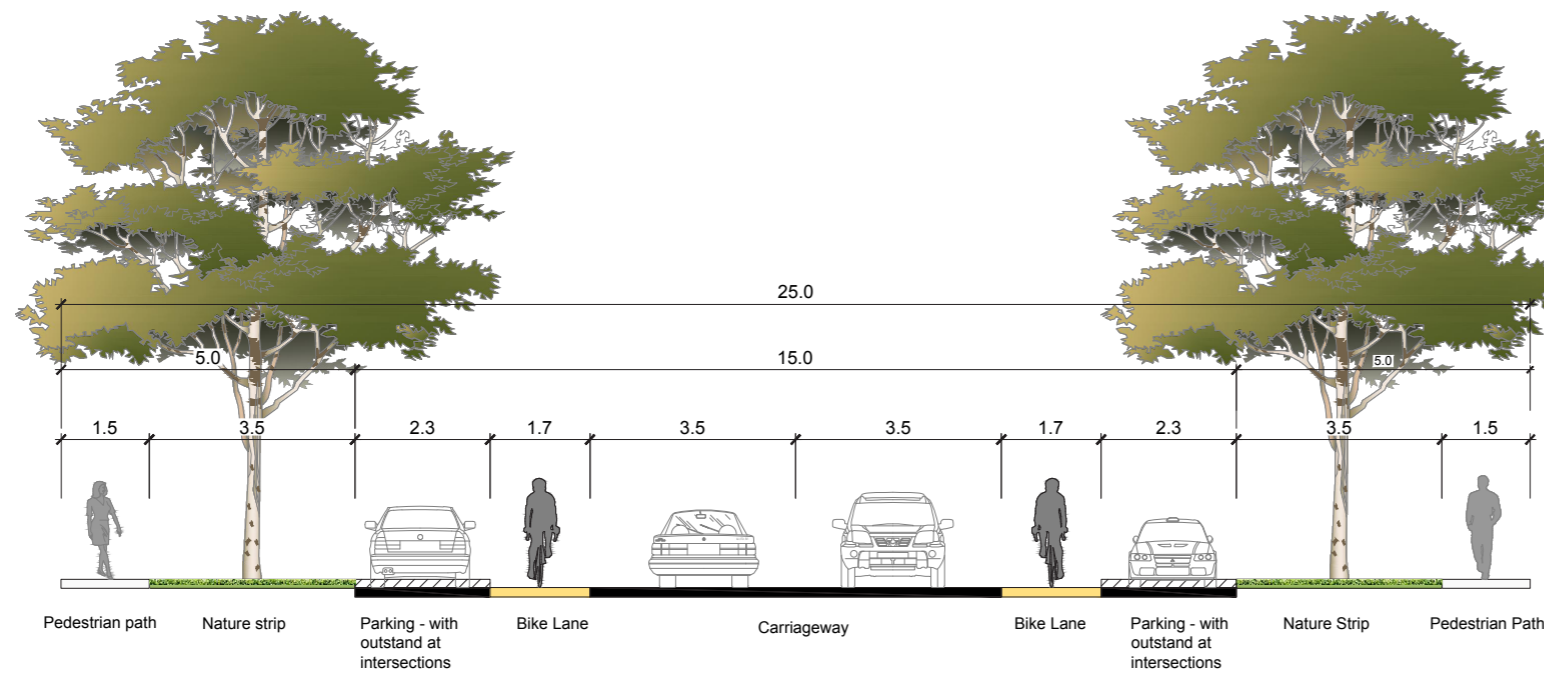 25.0
5.0
15.0
5.0
1.5
3.5
2.3
1.7
3.5
3.5
1.7
2.3
3.5
1.5
Pedestrian path
Nature strip
Parking - with
outstand at
intersections
Bike Lane
Carriageway
Bike Lane
Parking - with
outstand at
intersections
Nature Strip
Pedestrian Path